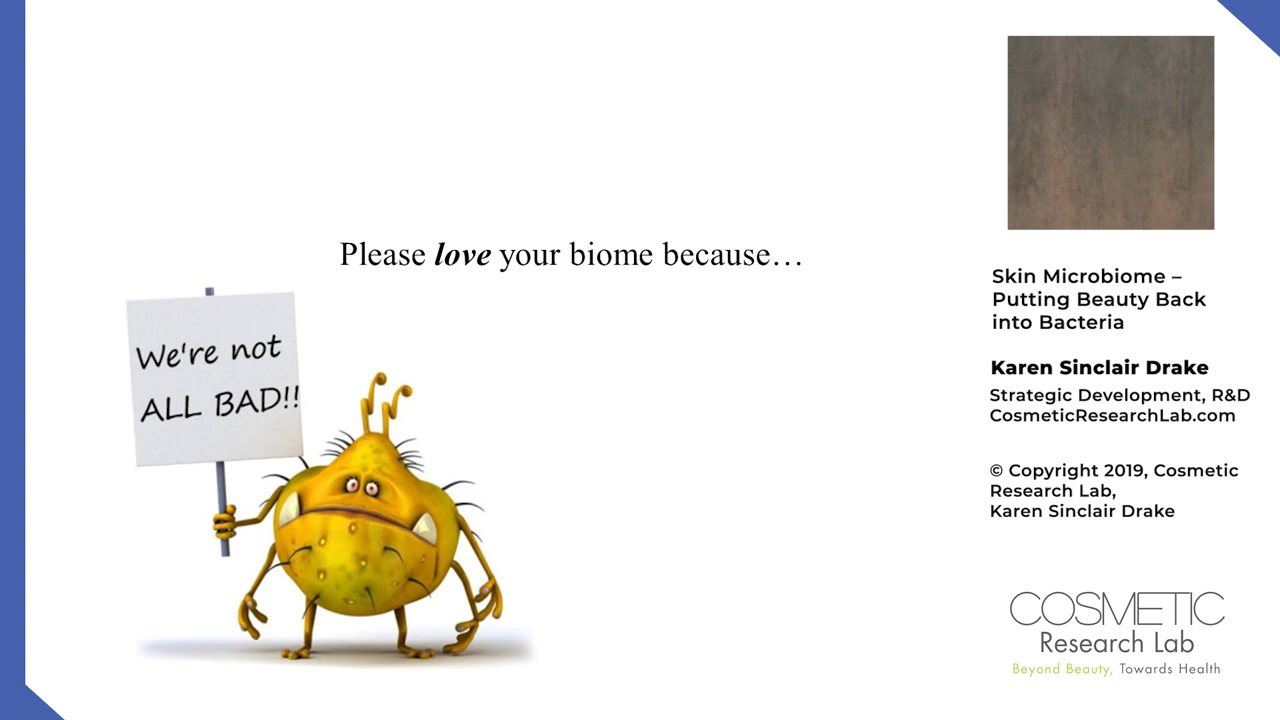 Please love your biome because…
We're not
ALL BAD!!
Skin Microbiome –
Putting Beauty Back
into Bacteria
Karen Sinclair Drake
Strategic Development, R&D
CosmeticResearchLab.com
© Copyright 2019, Cosmetic
Research Lab,
Karen Sinclair Drake
COSMETIC
Research Lab
Beyond Beauty, Towards Health